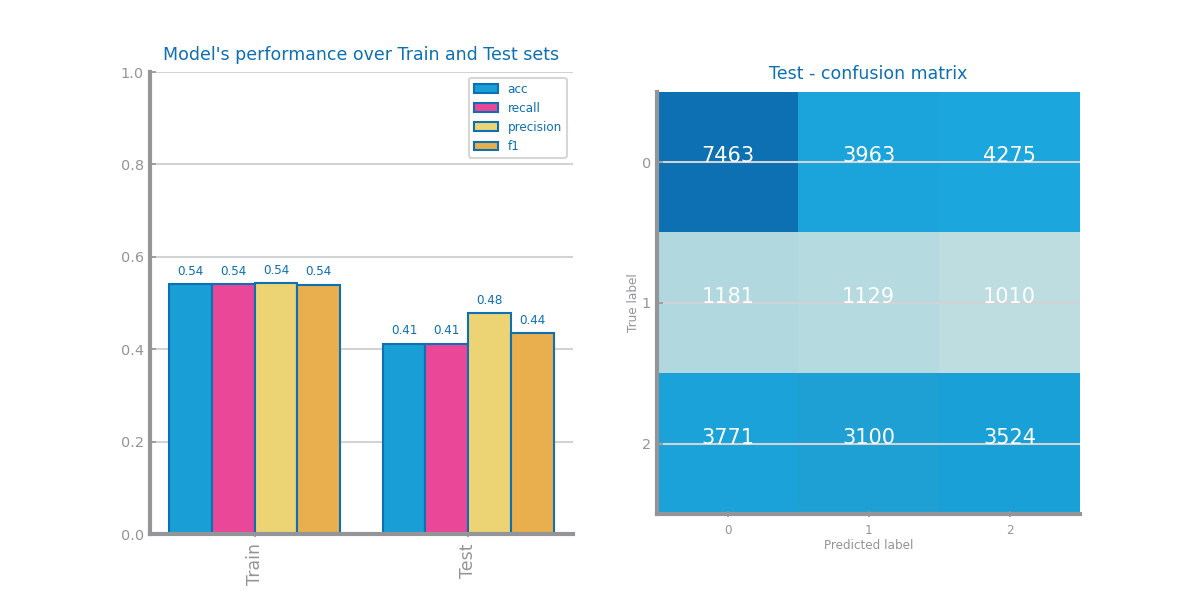 Model's performance over Train and Test sets
1.0
0.8
0.6
0.4
0.2
0.0
acc
recall
precision
f1
0.54 0.54 0.54 0.54
0.41 0.41 0.48 0.44
Train Test
Test - confusion matrix
True label
0 7463 3963 4275
1 1181 1129 1010
2 3771 3100 3524
0 1 2
Predicted label